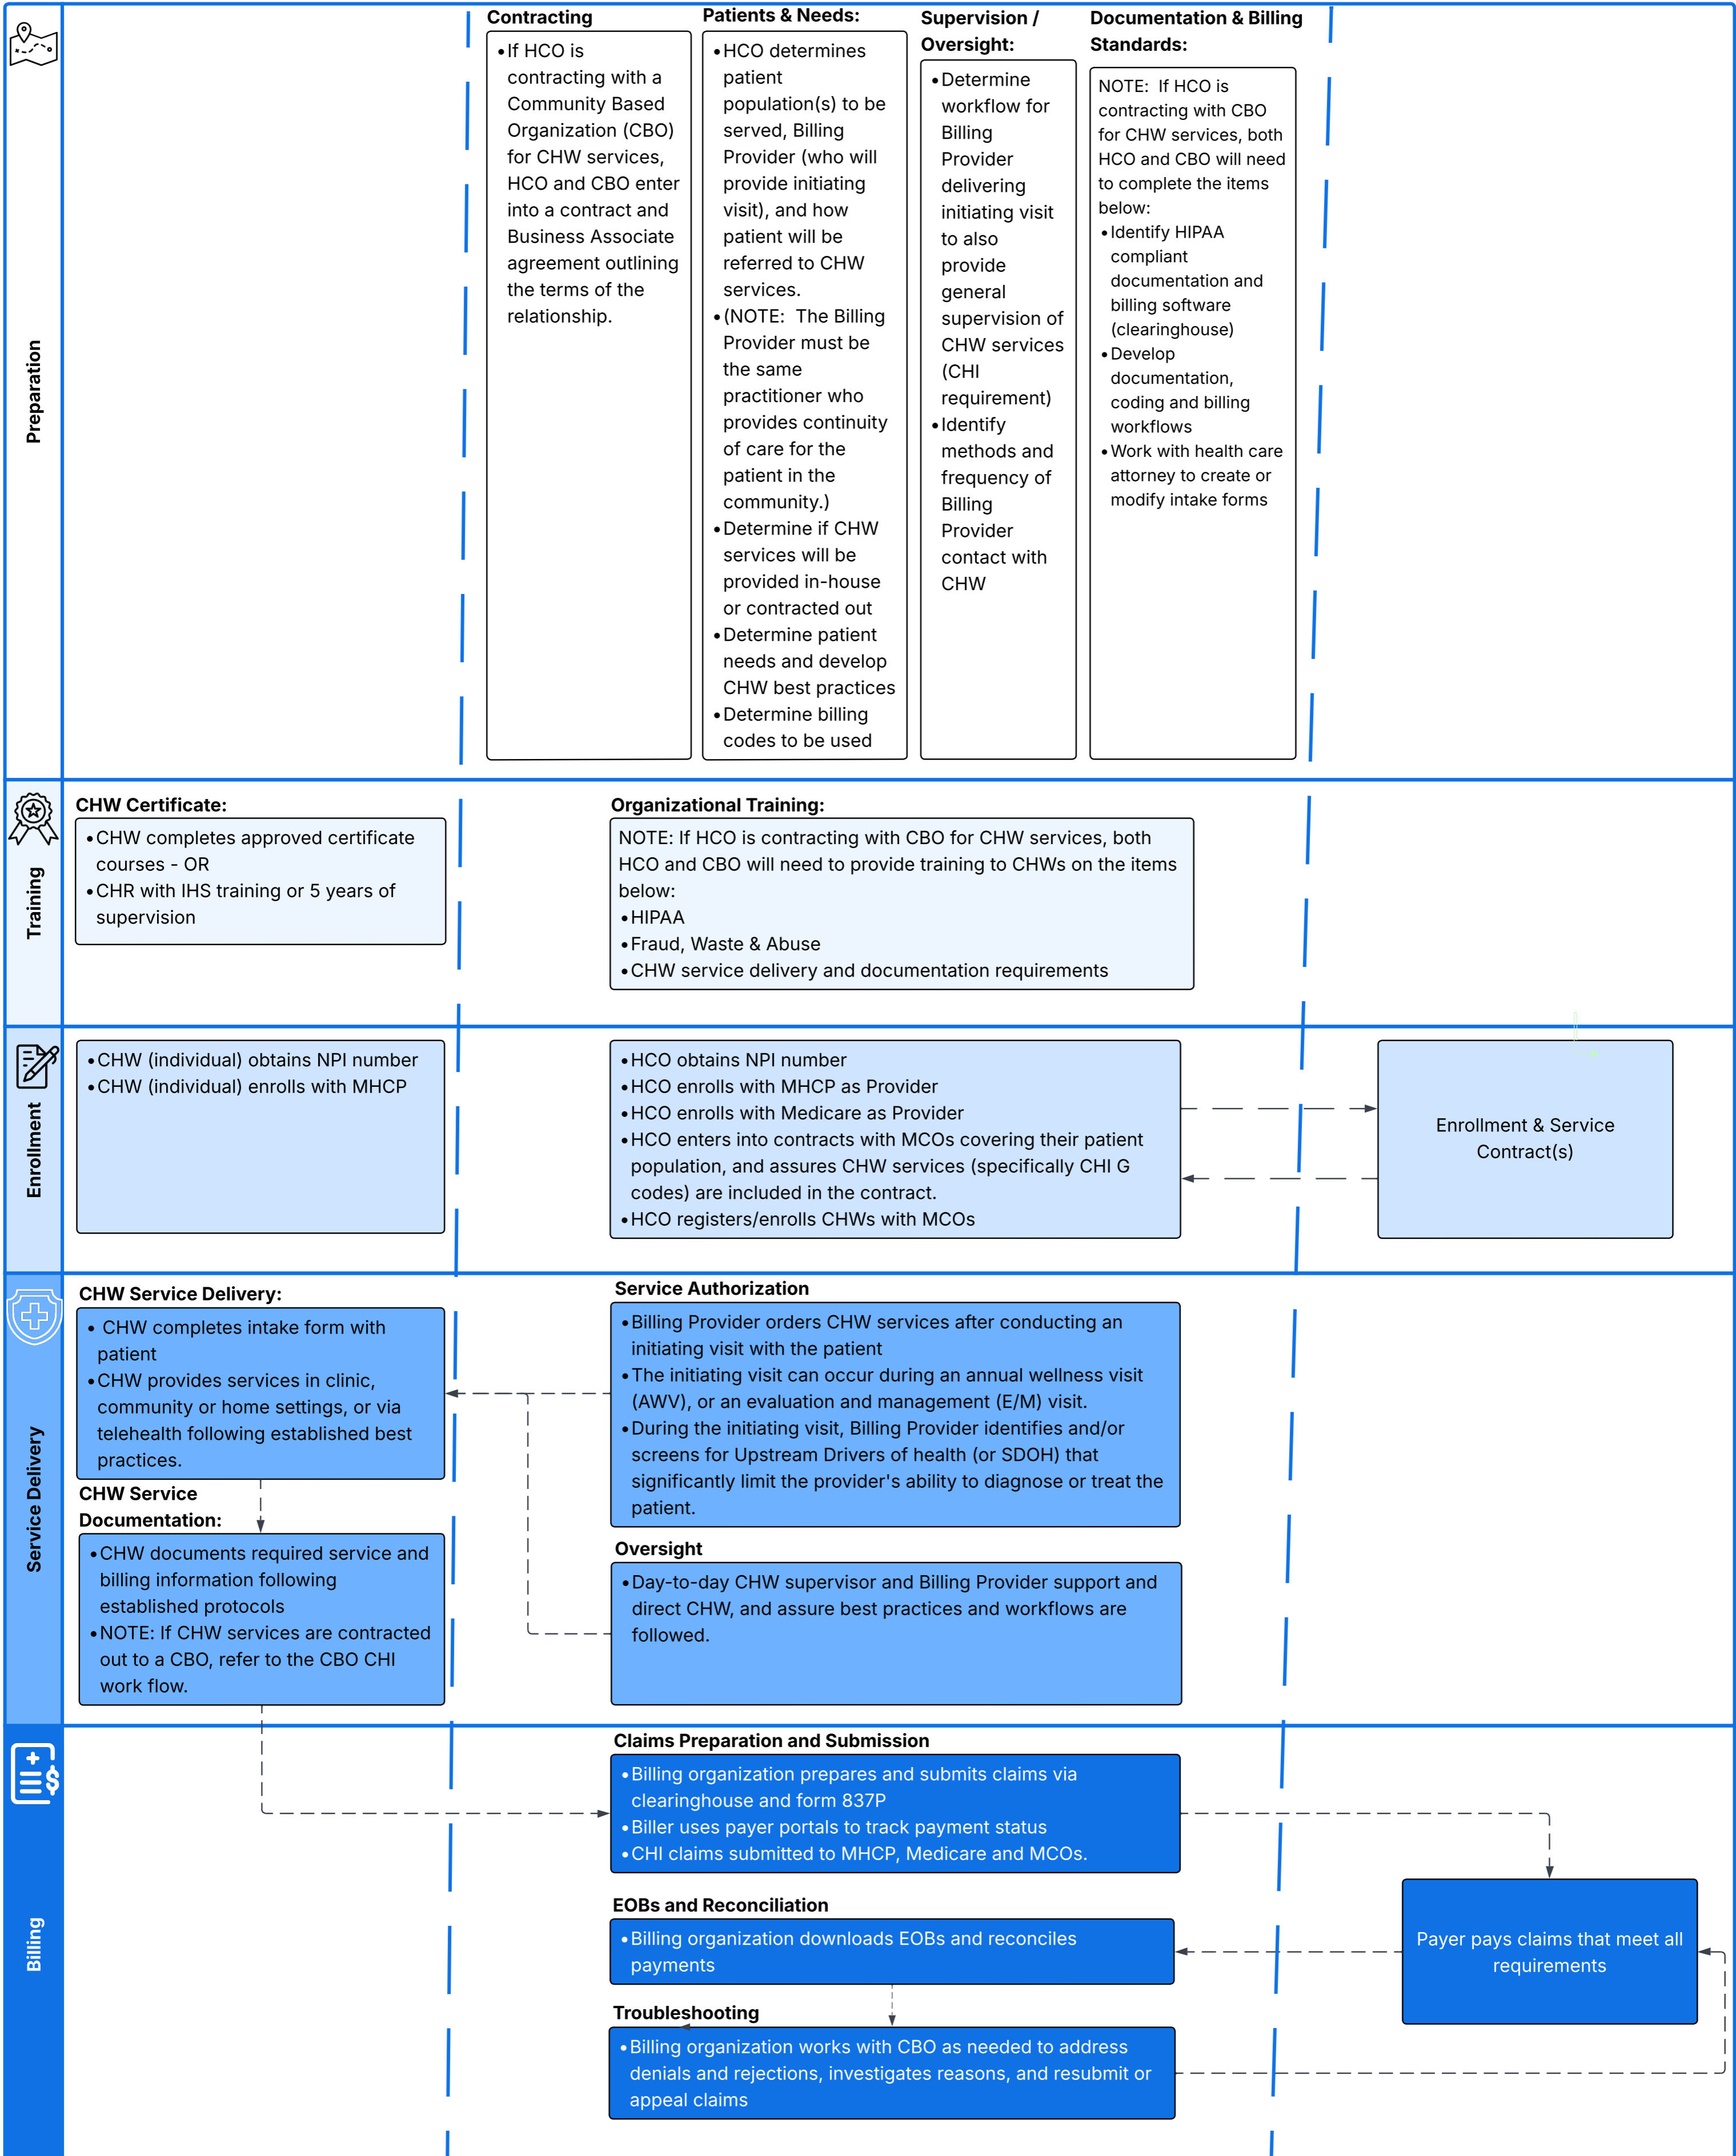 Preparation
Contracting
•If HCO is
contracting with a
Community Based
Organization (CBO)
for CHW services,
HCO and CBO enter
into a contract and
Business Associate
agreement outlining
the terms of the
relationship.
Patients & Needs:
•HCO determines
patient
population(s) to be
served, Billing
Provider (who will
provide initiating
visit), and how
patient will be
referred to CHW
services.
•(NOTE:  The Billing
Provider must be
the same
practitioner who
provides continuity
of care for the
patient in the
community.)
•Determine if CHW
services will be
provided in-house
or contracted out
•Determine patient
needs and develop
CHW best practices
•Determine billing
codes to be used
Supervision /
Oversight:
•Determine
workflow for
Billing
Provider
delivering
initiating visit
to also
provide
general
supervision of
CHW services
(CHI
requirement)
•Identify
methods and
frequency of
Billing
Provider
contact with
CHW
Documentation & Billing
Standards:
NOTE:  If HCO is
contracting with CBO
for CHW services, both
HCO and CBO will need
to complete the items
below:
•Identify HIPAA
compliant
documentation and
billing software
(clearinghouse)
•Develop
documentation,
coding and billing
workflows
•Work with health care
attorney to create or
modify intake forms
Training
CHW Certificate:
•CHW completes approved certificate
courses - OR
•CHR with IHS training or 5 years of
supervision
Organizational Training:
NOTE: If HCO is contracting with CBO for CHW services, both
HCO and CBO will need to provide training to CHWs on the items
below:
•HIPAA
•Fraud, Waste & Abuse
•CHW service delivery and documentation requirements
Enrollment
•CHW (individual) obtains NPI number
•CHW (individual) enrolls with MHCP
•HCO obtains NPI number
•HCO enrolls with MHCP as Provider
•HCO enrolls with Medicare as Provider
•HCO enters into contracts with MCOs covering their patient
population, and assures CHW services (specifically CHI G
codes) are included in the contract.
•HCO registers/enrolls CHWs with MCOs
Enrollment & Service
Contract(s)
Service Delivery
CHW Service Delivery:
• CHW completes intake form with
patient
•CHW provides services in clinic,
community or home settings, or via
telehealth following established best
practices.
CHW Service
Documentation:
•CHW documents required service and
billing information following
established protocols
•NOTE: If CHW services are contracted
out to a CBO, refer to the CBO CHI
work flow.
Service Authorization
•Billing Provider orders CHW services after conducting an
initiating visit with the patient
•The initiating visit can occur during an annual wellness visit
(AWV), or an evaluation and management (E/M) visit.
•During the initiating visit, Billing Provider identifies and/or
screens for Upstream Drivers of health (or SDOH) that
significantly limit the provider's ability to diagnose or treat the
patient.
Oversight
•Day-to-day CHW supervisor and Billing Provider support and
direct CHW, and assure best practices and workflows are
followed.
Billing
Claims Preparation and Submission
•Billing organization prepares and submits claims via
clearinghouse and form 837P
•Biller uses payer portals to track payment status
•CHI claims submitted to MHCP, Medicare and MCOs.
EOBs and Reconciliation
•Billing organization downloads EOBs and reconciles
payments
Payer pays claims that meet all
requirements
Troubleshooting
•Billing organization works with CBO as needed to address
denials and rejections, investigates reasons, and resubmit or
appeal claims